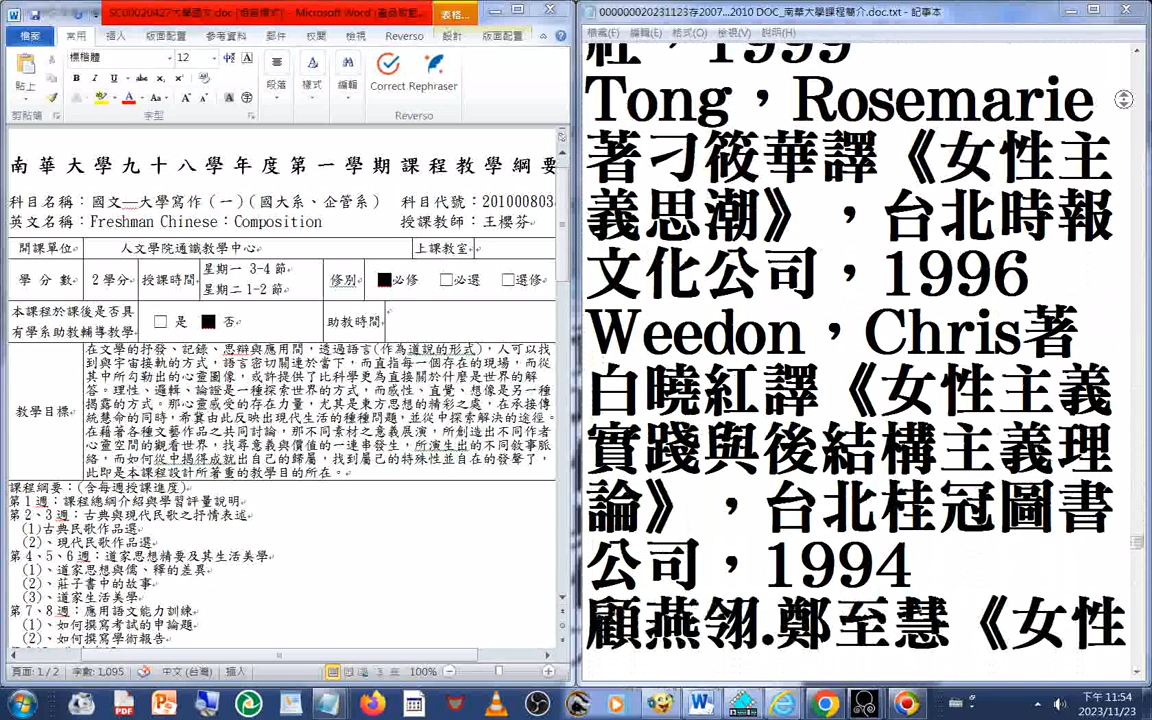 SC00020427大學國文.doc [相容模式] - Microsoft Word (產品啟動...
表格...
檔案 常用 插入 版面配置 參考資料 郵件 校閱 檢視 Reverso 設計 版面配置
標楷體 12
貼上 段落 樣式 編輯 Correct Rephraser
剪貼簿 字型 Reverso
南華大學九十八學年度第一學期課程教學綱要
科目名稱：國文—大學寫作(一)(國大系、企管系) 科目代號：201000803
英文名稱：Freshman Chinese：Composition 授課教師：王櫻芬
開課單位 人文學院通識教學中心 上課教室
學分數 2學分 授課時間 星期一 3-4節 星期二1-2節 修別 ■必修 □必選 □選修
本課程於課後是否具有學系助教輔導教學 □ 是 ■ 否 助教時間
教學目標
在文學的抒發、記錄、思辯與應用間，透過語言(作為道說的形式)，人可以找
到與宇宙接軌的方式，語言密切關連於當下，而直指每一個存在的現場，而從
其中所勾勒出的心靈圖像，或許提供了比科學更為直接關於什麼是世界的解
答。理性、邏輯、論證是一種探索世界的方式，而感性、直覺、想像是另一種
揭露的方式。那心靈感受的存在力量，尤其是東方思想的精彩之處，在承接傳
統慧命的同時，希冀由此反映出現代生活的種種問題，並從中探索解決的途徑。
在藉著各種文藝作品之共同討論，那不同素材之意義展演，所創造出不同作者
心靈空間的觀看世界，找尋意義與價值的一連串發生，所演生出的不同敘事脈
絡，而如何從中揭得成就出自己的歸屬，找到屬己的特殊性並自在的發聲了，
此即是本課程設計所著重的教學目的所在。
課程綱要：(含每週授課進度)
第1週：課程總綱介紹與學習評量說明
第2、3週：古典與現代民歌之抒情表述
(1)古典民歌作品選
(2)、現代民歌作品選
第4、5、6週：道家思想精要及其生活美學
(1)、道家思想與儒、釋的差異
(2)、莊子書中的故事
(3)、道家生活美學
第7、8週：應用語文能力訓練
(1)、如何撰寫考試的申論題
(2)、如何撰寫學術報告
頁面：1/2 字數：1,095 中文(台灣) 插入 100%
000000020231123存2007...2010 DOC_南華大學課程簡介.doc.txt - 記事本
檔案(F) 編輯(E) 格式(O) 檢視(V) 說明(H)
社，1999
Tong，Rosemarie
著刁筱華譯《女性主
義思潮》，台北時報
文化公司，1996
Weedon，Chris著
白曉紅譯《女性主義
實踐與後結構主義理
論》，台北桂冠圖書
公司，1994
顧燕翎.鄭至慧《女性
下午 11:54
2023/11/23